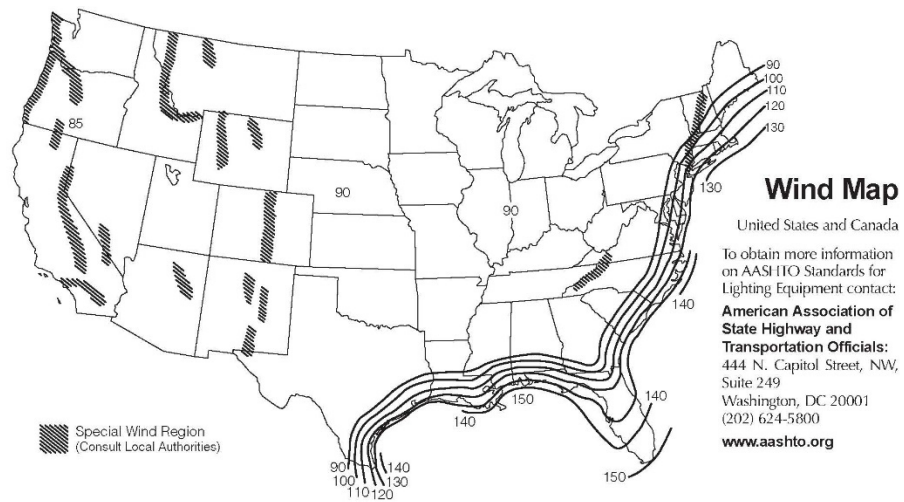 90
100
110
120
130
85
130
90
90
140
150
140
140
150
90
100
110
120
130
140
Special Wind Region
(Consult Local Authorities)
Wind Map
United States and Canada
To obtain more information
on AASHTO Standards for
Lighting Equipment contact:
American Association of
State Highway and
Transportation Officials:
444 N. Capitol Street, NW,
Suite 249
Washington, DC 20001
(202) 624-5800
www.aashto.org